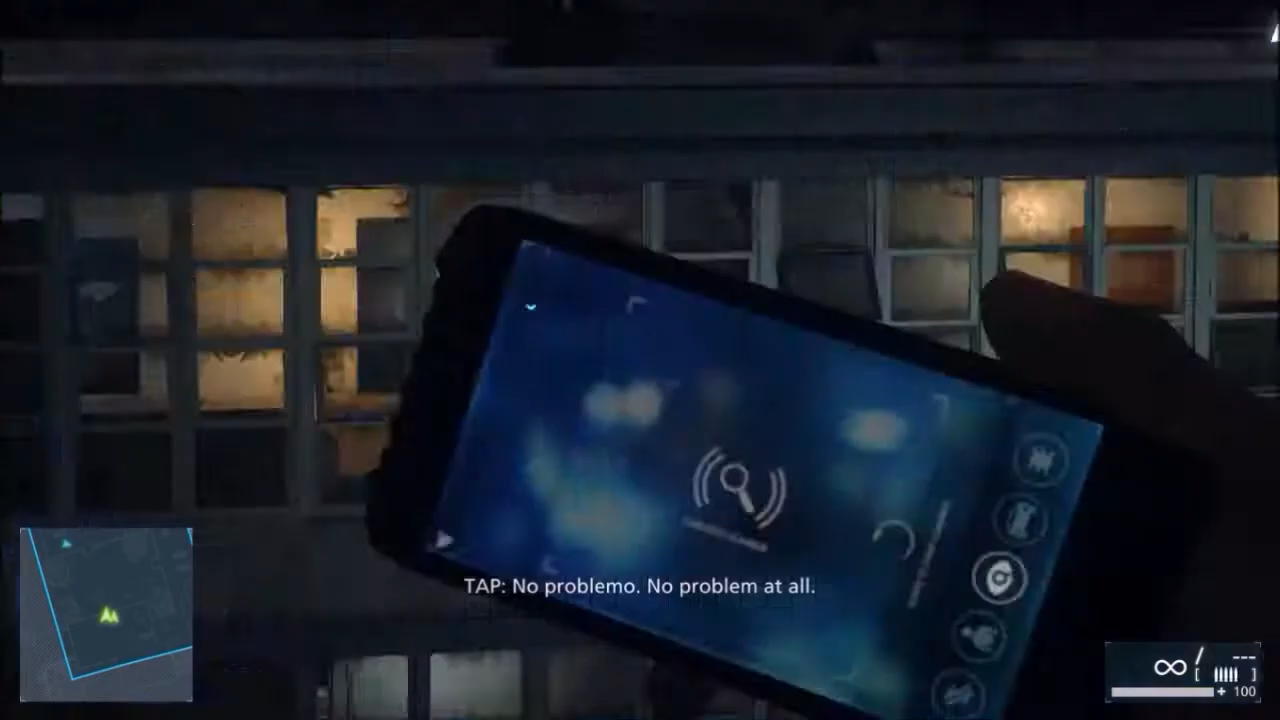 TAP: No problemo. No problem at all.
∞ / ---
[ ]
+ 100